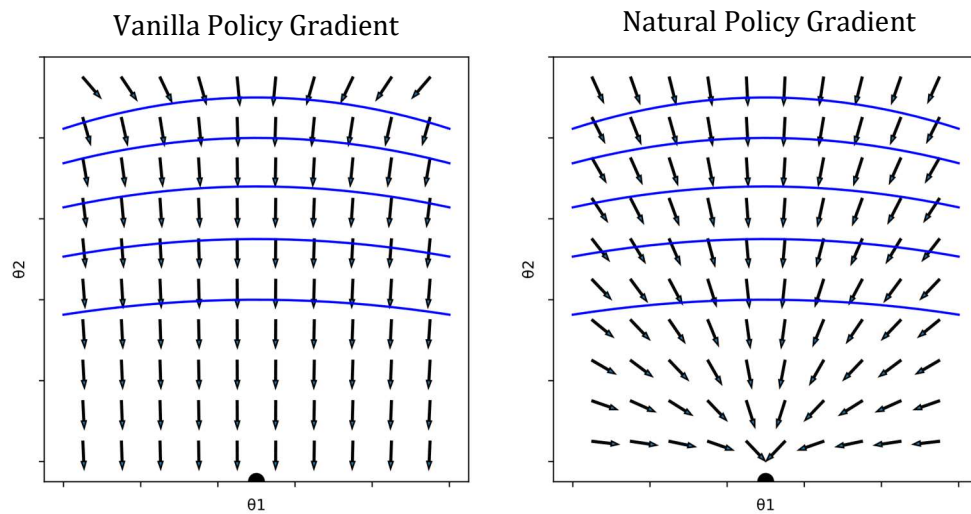 Vanilla Policy Gradient
Natural Policy Gradient
θ2
θ1
θ2
θ1